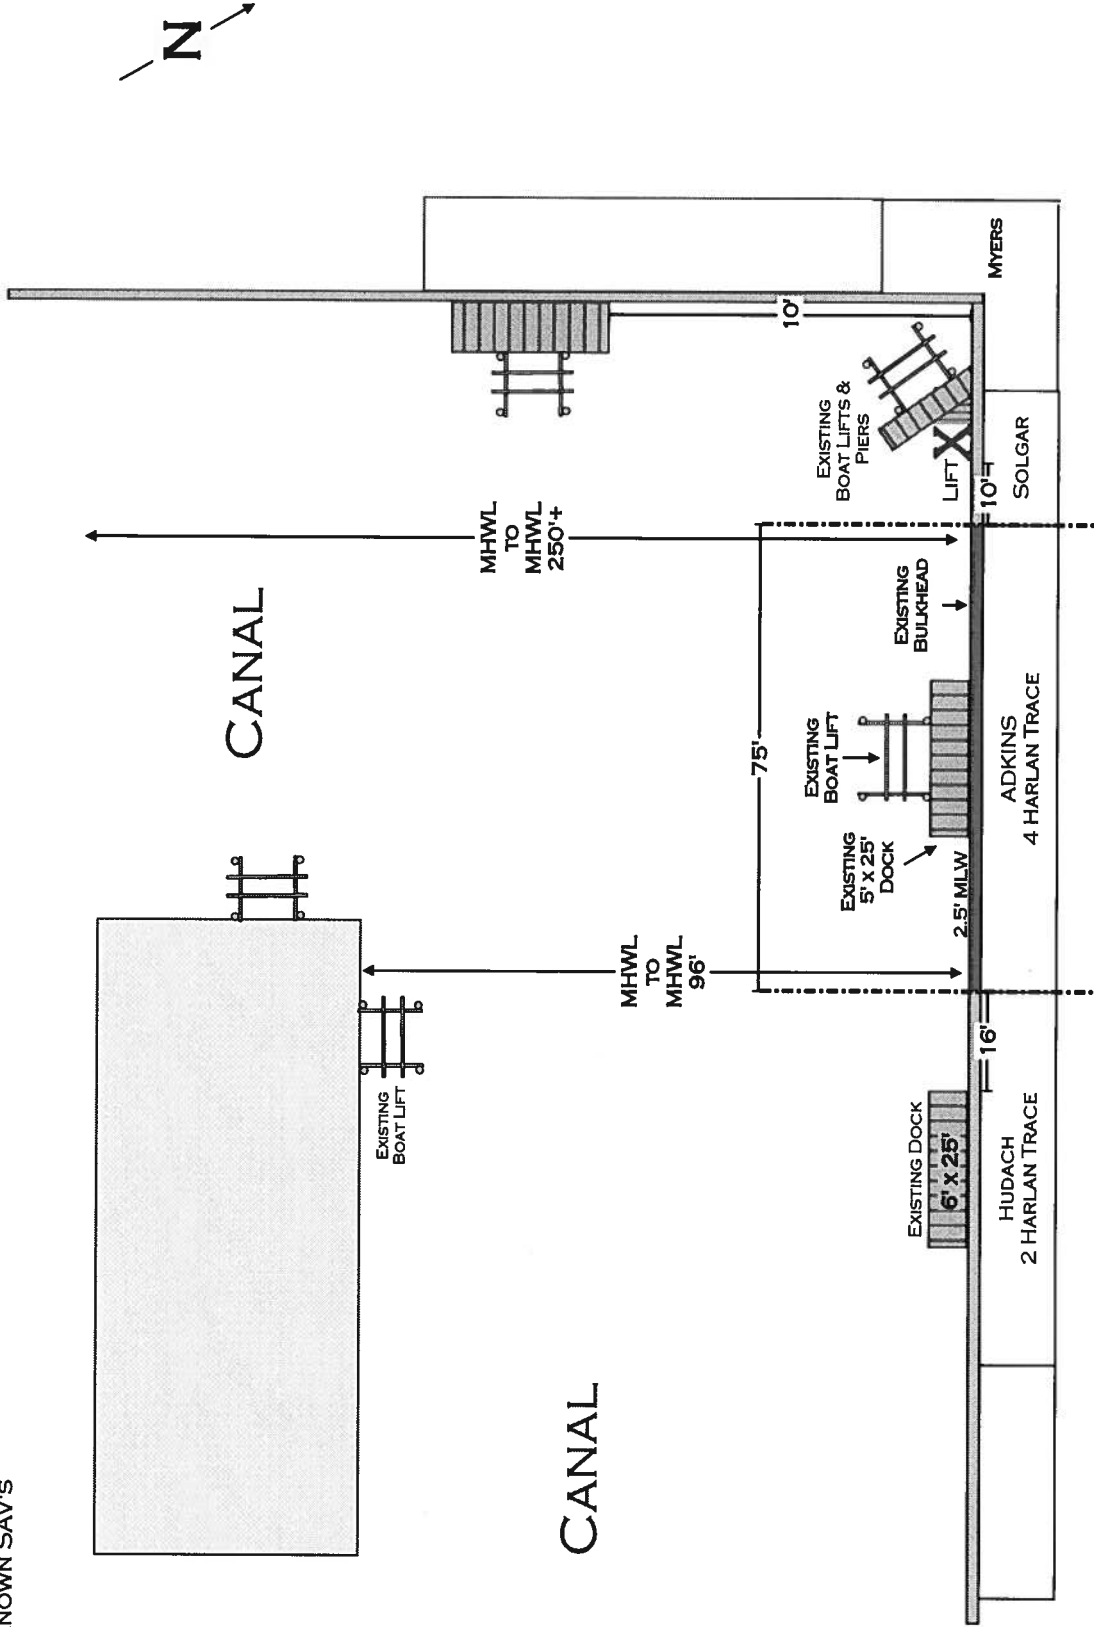 N
NOWN SAV'S
CANAL
CANAL
MHWL
TO
MHWL
250'+
MHWL
TO
MHWL
96'
75'
10'
MYERS
EXISTING
BOAT LIFTS &
PIERS
LIFT
10'
SOLGAR
EXISTING
BULKHEAD
EXISTING
BOAT LIFT
EXISTING
5' X 25'
DOCK
2.5' MLW
ADKINS
4 HARLAN TRACE
EXISTING
BOAT LIFT
16'
EXISTING DOCK
6' X 25'
HUDACH
2 HARLAN TRACE